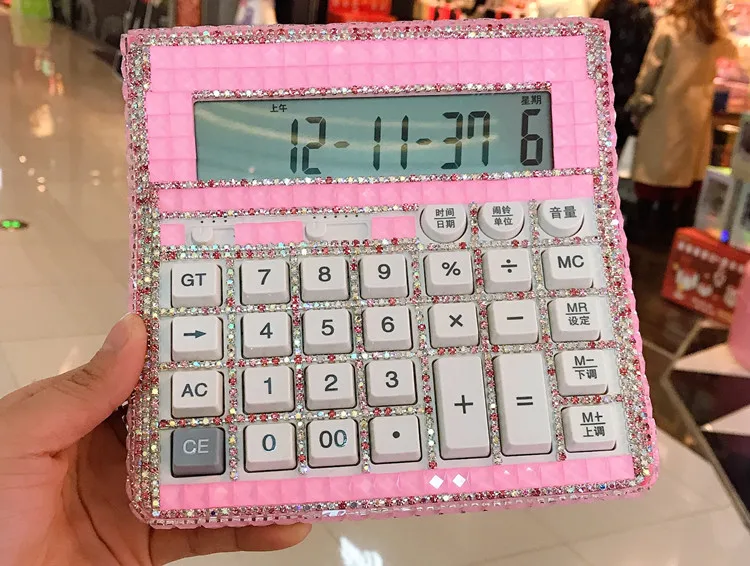 上午 星期
12-11-37 6
时间 闹铃 音量
日期 单位
GT 7 8 9 % ÷ MC
→ 4 5 6 × − MR
设定
AC 1 2 3 + = M−
下调
CE 0 00 • M+
上调